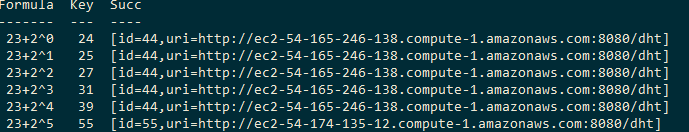 Formula Key Succ
------- --- ----
23+2^0 24 [id=44,uri=http://ec2-54-165-246-138.compute-1.amazonaws.com:8080/dht]
23+2^1 25 [id=44,uri=http://ec2-54-165-246-138.compute-1.amazonaws.com:8080/dht]
23+2^2 27 [id=44,uri=http://ec2-54-165-246-138.compute-1.amazonaws.com:8080/dht]
23+2^3 31 [id=44,uri=http://ec2-54-165-246-138.compute-1.amazonaws.com:8080/dht]
23+2^4 39 [id=44,uri=http://ec2-54-165-246-138.compute-1.amazonaws.com:8080/dht]
23+2^5 55 [id=55,uri=http://ec2-54-174-135-12.compute-1.amazonaws.com:8080/dht]